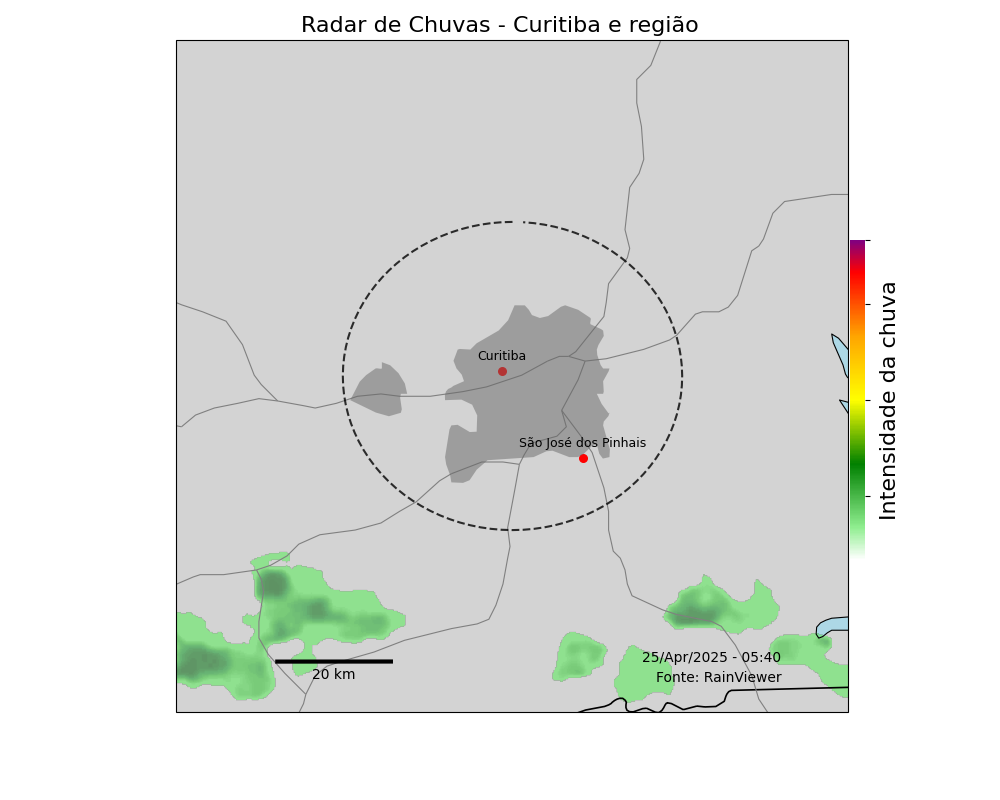 Radar de Chuvas - Curitiba e região
Curitiba
São José dos Pinhais
Intensidade da chuva
25/Apr/2025 - 05:40
Fonte: RainViewer
20 km